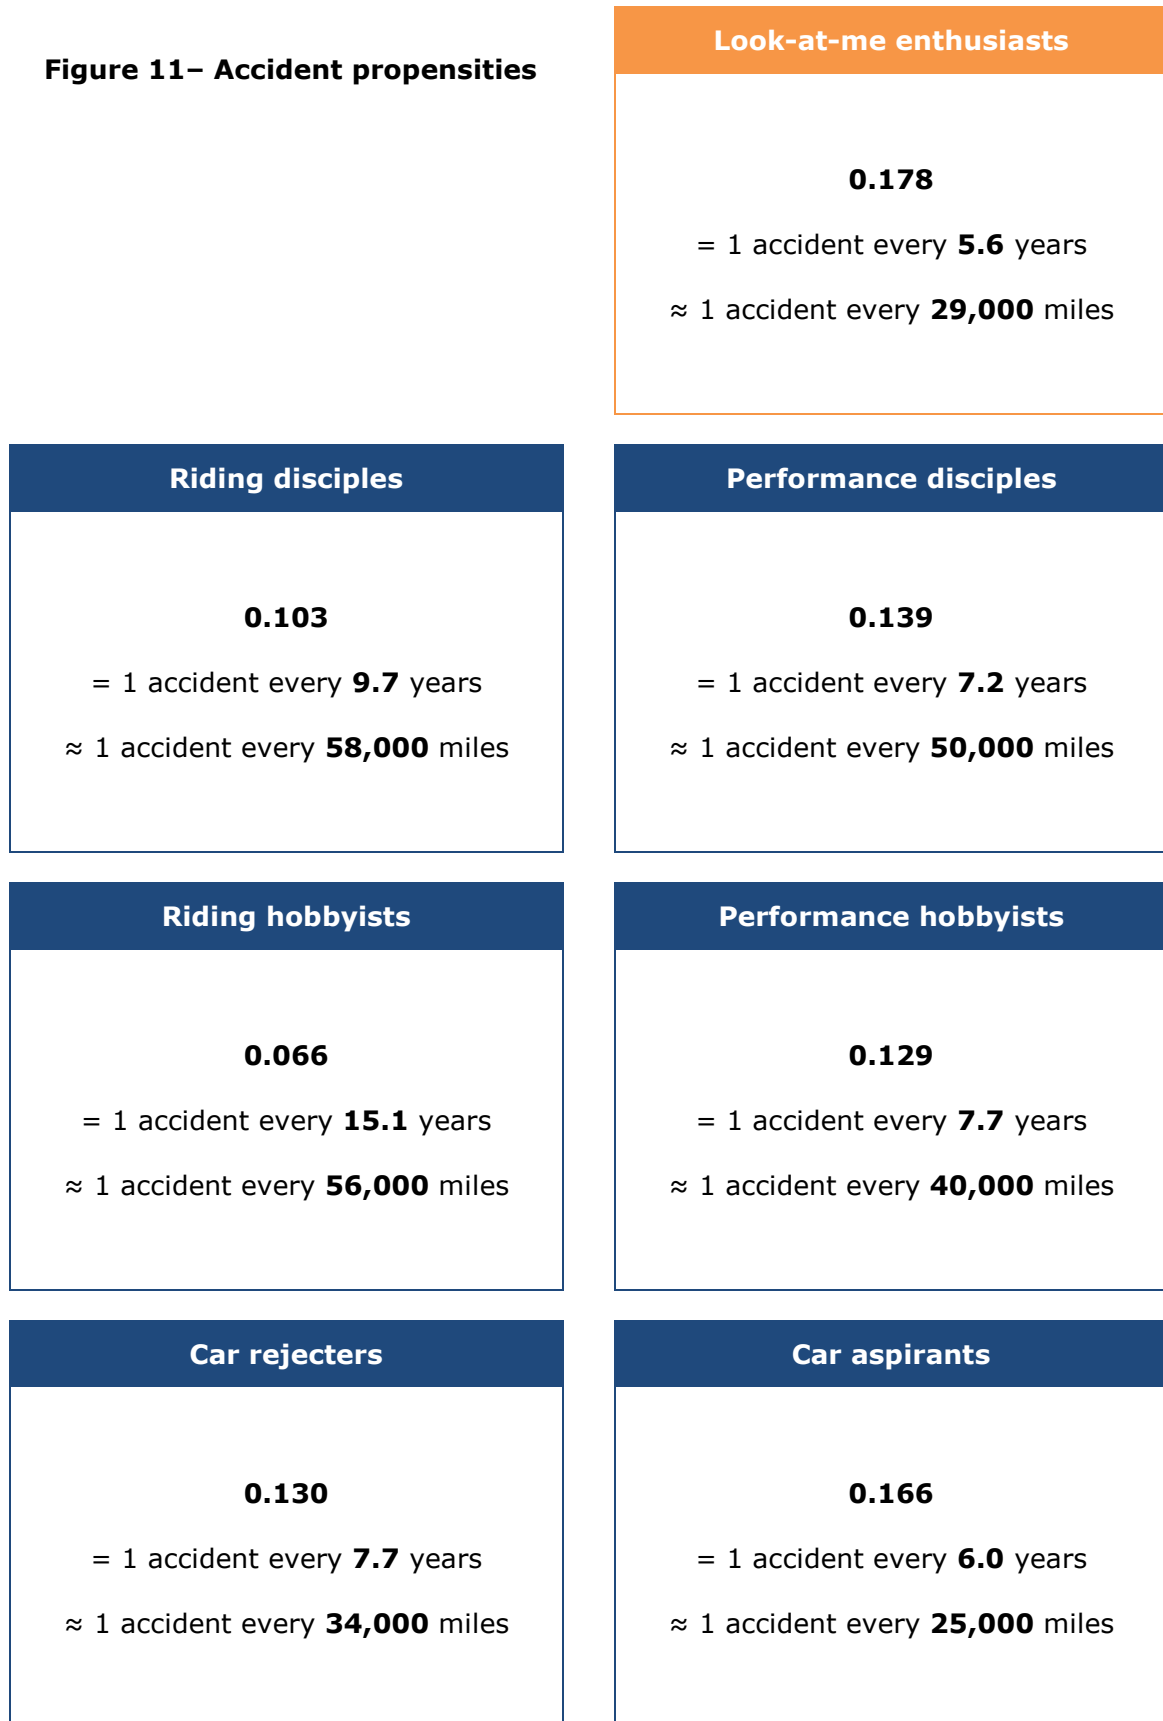 Figure 11– Accident propensities
Look-at-me enthusiasts
0.178
= 1 accident every 5.6 years
≈ 1 accident every 29,000 miles
Riding disciples
0.103
= 1 accident every 9.7 years
≈ 1 accident every 58,000 miles
Performance disciples
0.139
= 1 accident every 7.2 years
≈ 1 accident every 50,000 miles
Riding hobbyists
0.066
= 1 accident every 15.1 years
≈ 1 accident every 56,000 miles
Performance hobbyists
0.129
= 1 accident every 7.7 years
≈ 1 accident every 40,000 miles
Car rejecters
0.130
= 1 accident every 7.7 years
≈ 1 accident every 34,000 miles
Car aspirants
0.166
= 1 accident every 6.0 years
≈ 1 accident every 25,000 miles